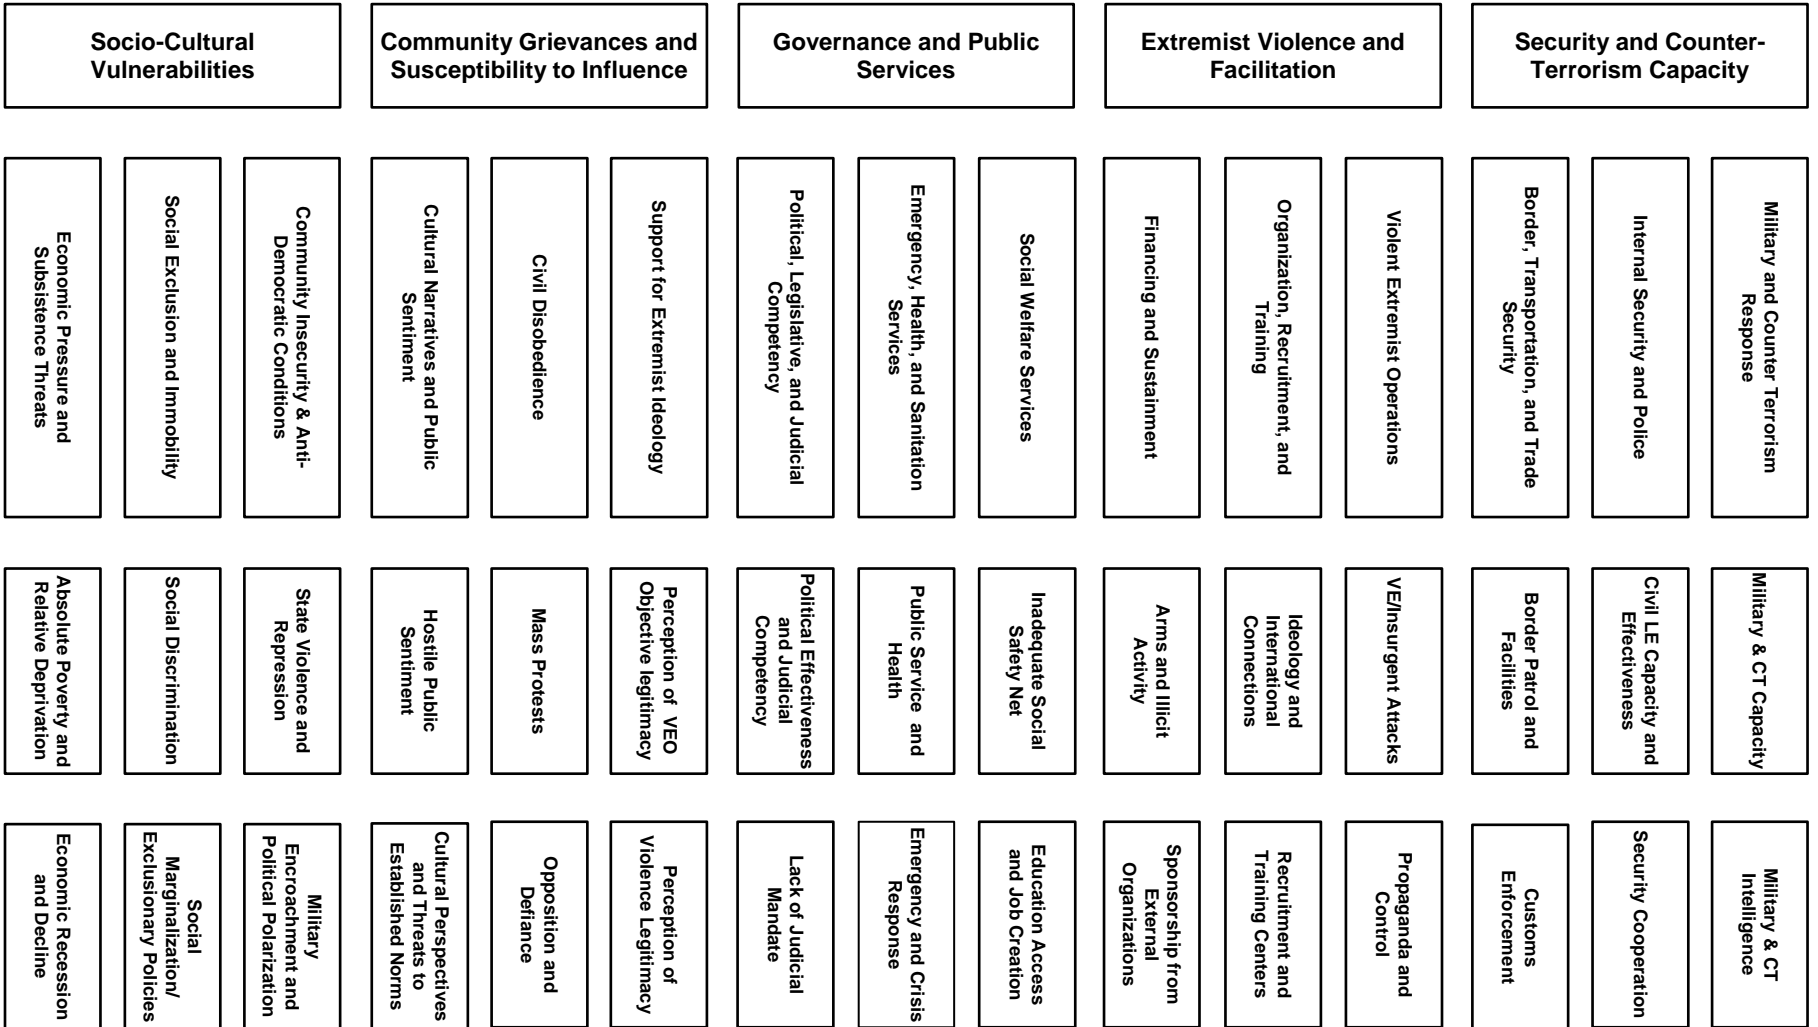 Socio-Cultural
Vulnerabilities
Community Grievances and
Susceptibility to Influence
Governance and Public
Services
Extremist Violence and
Facilitation
Security and Counter-
Terrorism Capacity
Economic Pressure and
Subsistence Threats
Social Exclusion and Immobility
Community Insecurity & Anti-
Democratic Conditions
Cultural Narratives and Public
Sentiment
Civil Disobedience
Support for Extremist Ideology
Political, Legislative, and Judicial
Competency
Emergency, Health, and Sanitation
Services
Social Welfare Services
Financing and Sustainment
Organization, Recruitment, and
Training
Violent Extremist Operations
Border, Transportation, and Trade
Security
Internal Security and Police
Military and Counter Terrorism
Response
Absolute Poverty and
Relative Deprivation
Social Discrimination
State Violence and
Repression
Hostile Public
Sentiment
Mass Protests
Perception of VEO
Objective legitimacy
Political Effectiveness
and Judicial
Competency
Public Service and
Health
Inadequate Social
Safety Net
Arms and Illicit
Activity
Ideology and
International
Connections
VE/Insurgent Attacks
Border Patrol and
Facilities
Civil LE Capacity and
Effectiveness
Military & CT Capacity
Economic Recession
and Decline
Social
Marginalization/
Exclusionary Policies
Military
Encroachment and
Political Polarization
Cultural Perspectives
and Threats to
Established Norms
Opposition and
Defiance
Perception of
Violence Legitimacy
Lack of Judicial
Mandate
Emergency and Crisis
Response
Education Access
and Job Creation
Sponsorship from
External
Organizations
Recruitment and
Training Centers
Propaganda and
Control
Customs
Enforcement
Security Cooperation
Military & CT
Intelligence